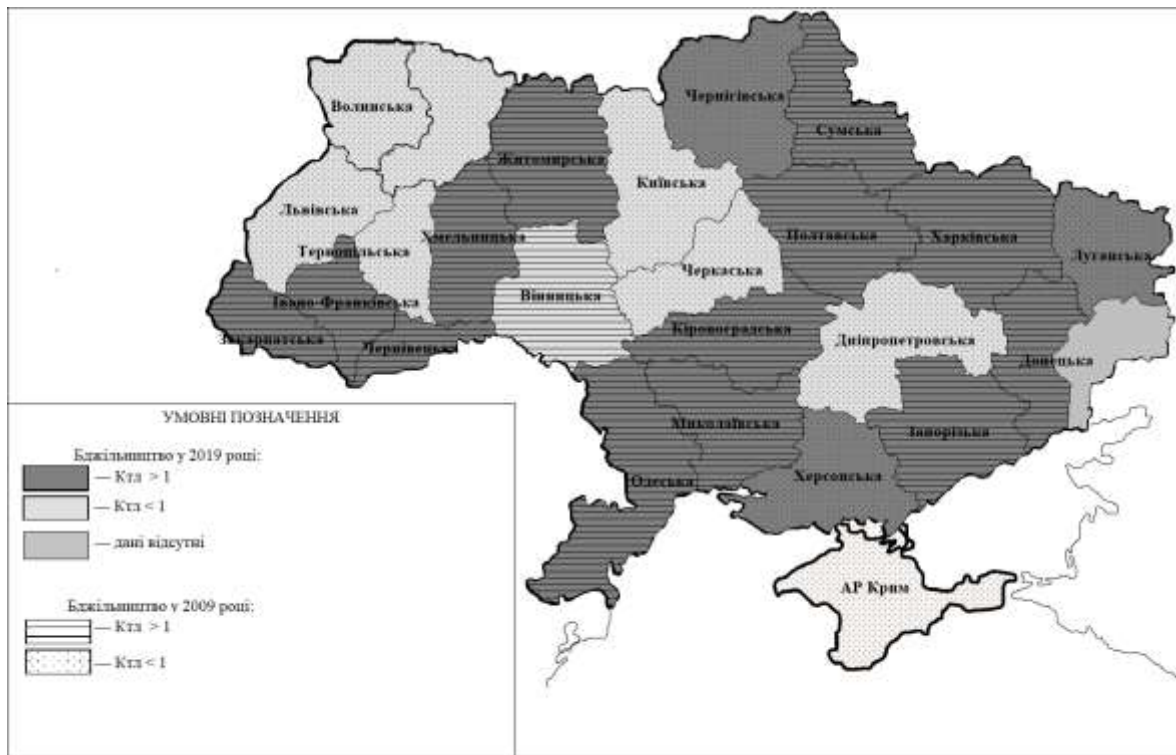 Волинська
Чернігівська
Сумська
Житомирська
Київська
Львівська
Тернопільська
Хмельницька
Полтавська
Харківська
Луганська
Черкаська
Вінницька
Івано-Франківська
Закарпатська
Чернівецька
Кіровоградська
Дніпропетровська
Донецька
Миколаївська
Запорізька
Одеська
Херсонська
АР Крим
УМОВНІ ПОЗНАЧЕННЯ
Бджільництво у 2019 році:
— Ктл > 1
— Ктл < 1
— дані відсутні
Бджільництво у 2009 році:
— Ктл > 1
— Ктл < 1